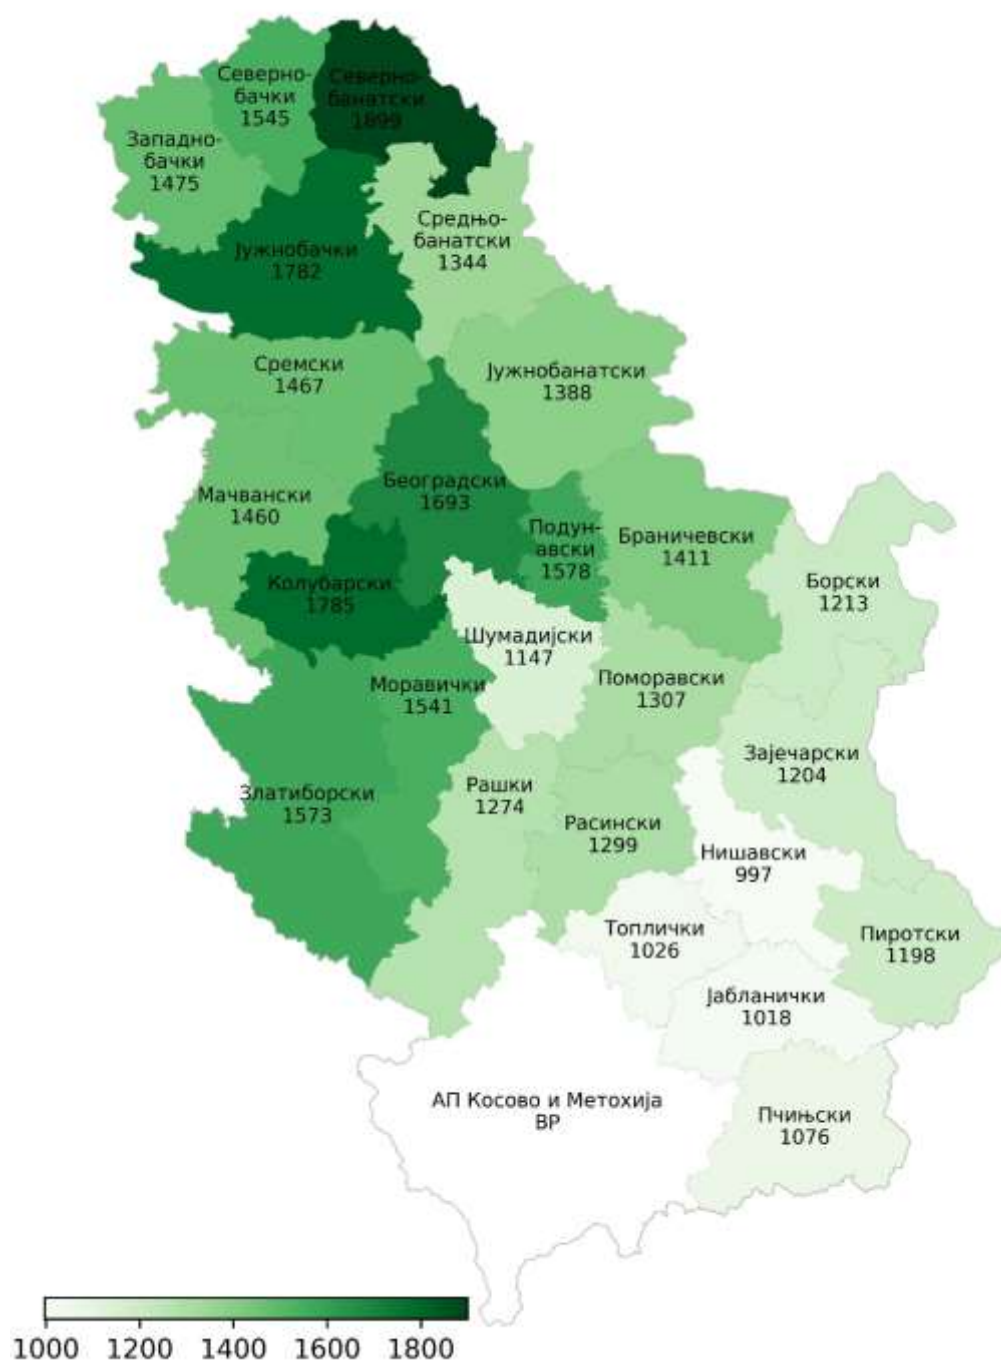 Северно-
бачки
1545
Северно-
банатски
1899
Западно-
бачки
1475
Јужнобачки
1782
Средњо-
банатски
1344
Сремски
1467
Јужнобанатски
1388
Београдски
1693
Мачвански
1460
Подун-
авски
1578
Браничевски
1411
Колубарски
1785
Борски
1213
Шумадијски
1147
Моравички
1541
Поморавски
1307
Зајечарски
1204
Златиборски
1573
Рашки
1274
Расински
1299
Нишавски
997
Топлички
1026
Пиротски
1198
Јабланички
1018
АП Косово и Метохија
ВР
Пчињски
1076
1000 1200 1400 1600 1800